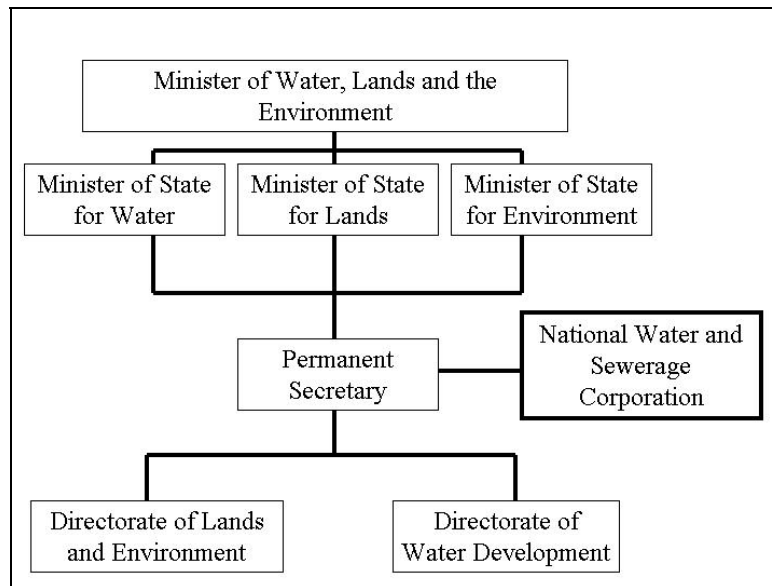 Minister of Water, Lands and the
Environment
Minister of State
for Water
Minister of State
for Lands
Minister of State
for Environment
National Water and
Sewerage
Corporation
Permanent
Secretary
Directorate of Lands
and Environment
Directorate of
Water Development